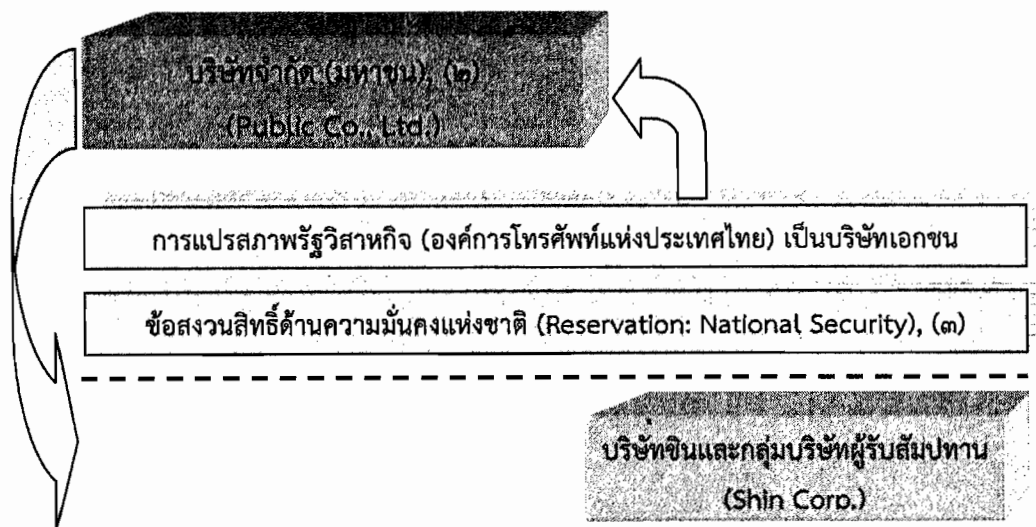 บริษัทจำกัด (มหาชน), (๒)
(Public Co., Ltd.)
การแปรสภาพรัฐวิสาหกิจ (องค์การโทรศัพท์แห่งประเทศไทย) เป็นบริษัทเอกชน
ข้อสงวนสิทธิ์ด้านความมั่นคงแห่งชาติ (Reservation: National Security), (๓)
บริษัทชินและกลุ่มบริษัทผู้รับสัมปทาน
(Shin Corp.)